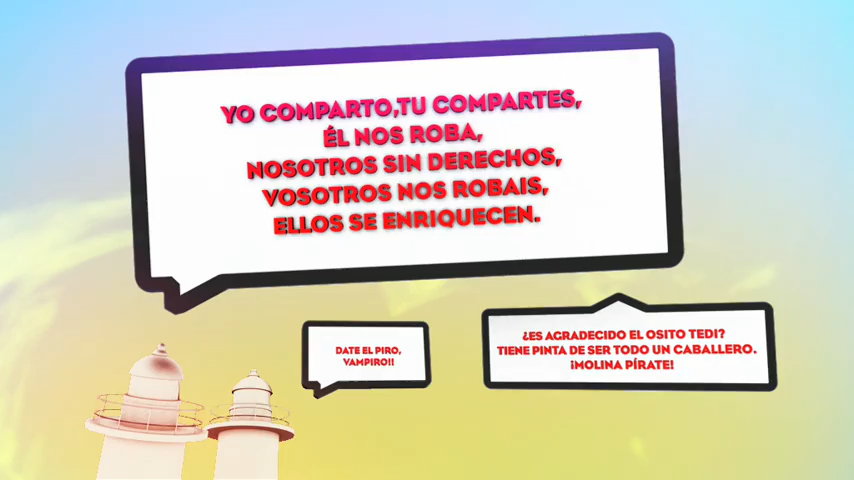 YO COMPARTO,TU COMPARTES,
ÉL NOS ROBA,
NOSOTROS SIN DERECHOS,
VOSOTROS NOS ROBAIS,
ELLOS SE ENRIQUECEN.
DATE EL PIRO,
VAMPIRO!!
¿ES AGRADECIDO EL OSITO TEDI?
TIENE PINTA DE SER TODO UN CABALLERO.
¡MOLINA PÍRATE!